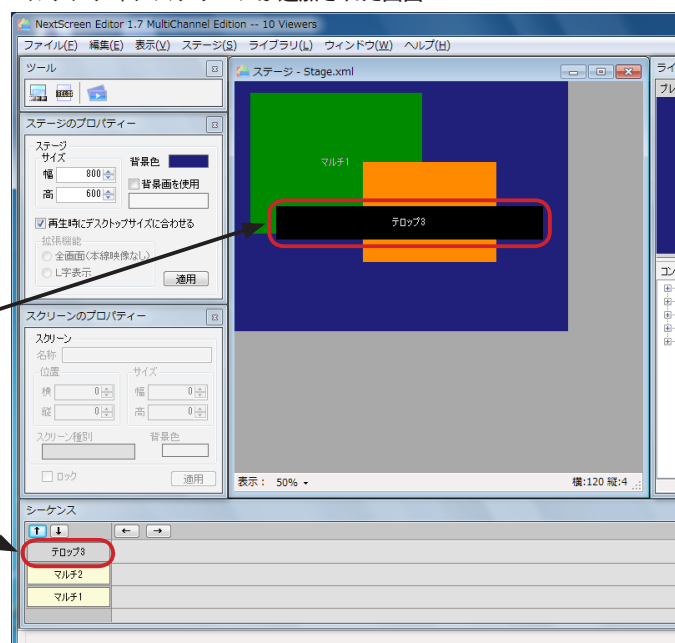 NextScreen Editor 1.7 MultiChannel Edition -- 10 Viewers
ファイル(F) 編集(E) 表示(V) ステージ(S) ライブラリ(L) ウィンドウ(W) ヘルプ(H)
ツール
ステージのプロパティー
ステージ
サイズ
幅 800
高 600
背景色
背景画を使用
再生時にデスクトップサイズに合わせる
拡張機能
全画面(本線映像なし)
L字表示
適用
スクリーンのプロパティー
スクリーン
名称
位置
横 0
縦 0
サイズ
幅 0
高 0
スクリーン種別
背景色
ロック
適用
ステージ - Stage.xml
マルチ1
テロップ3
表示： 50%
横:120 縦:4
シーケンス
テロップ3
マルチ2
マルチ1